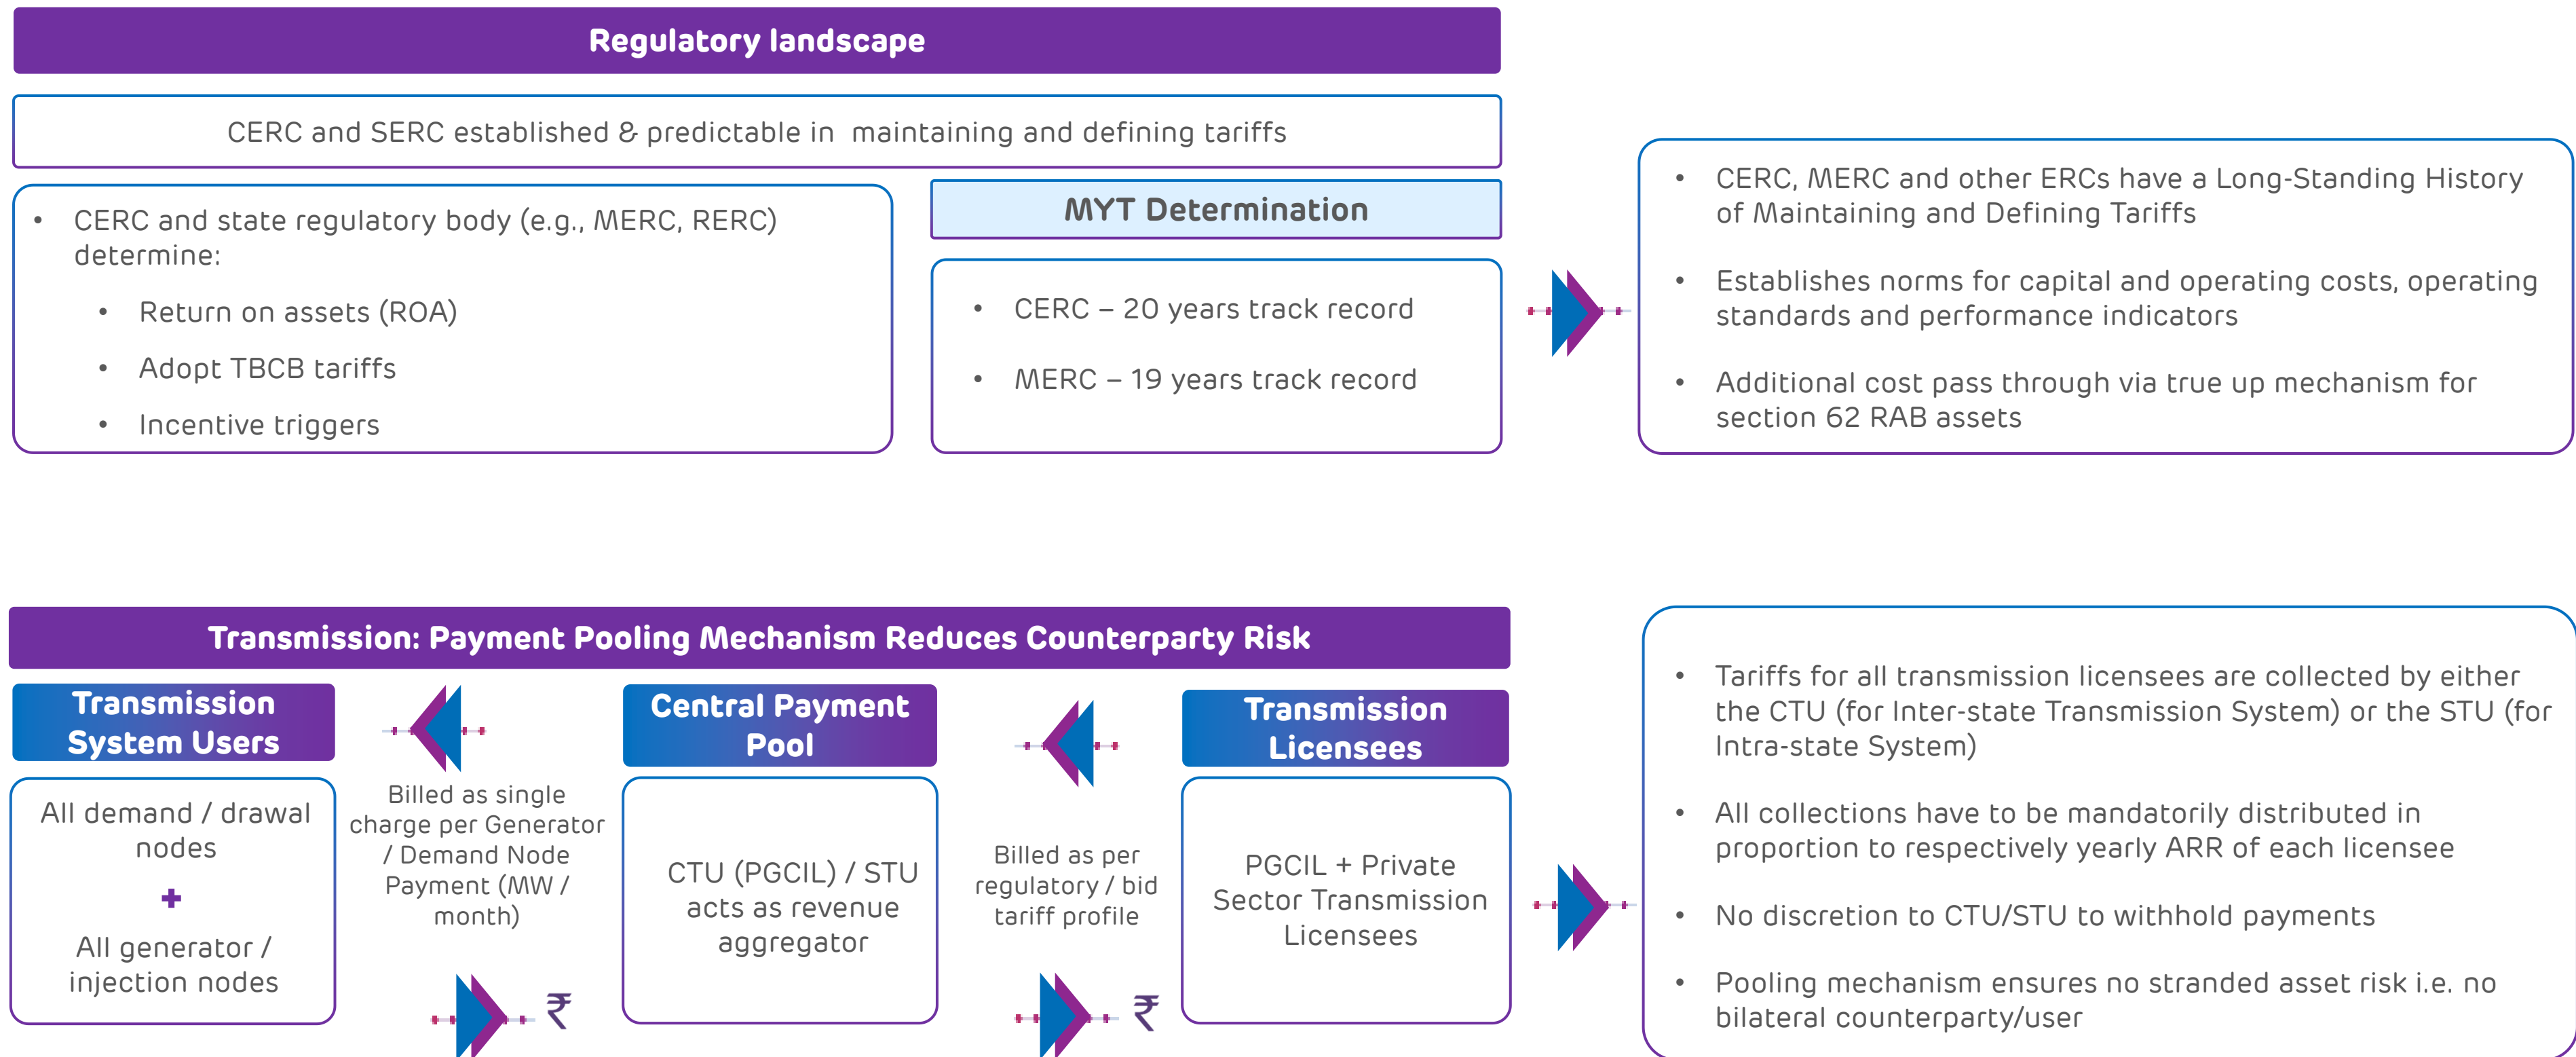 Regulatory landscape
CERC and SERC established & predictable in maintaining and defining tariffs
• CERC and state regulatory body (e.g., MERC, RERC)
determine:
• Return on assets (ROA)
• Adopt TBCB tariffs
• Incentive triggers
MYT Determination
• CERC – 20 years track record
• MERC – 19 years track record
• CERC, MERC and other ERCs have a Long-Standing History
of Maintaining and Defining Tariffs
• Establishes norms for capital and operating costs, operating
standards and performance indicators
• Additional cost pass through via true up mechanism for
section 62 RAB assets
Transmission: Payment Pooling Mechanism Reduces Counterparty Risk
Transmission
System Users
All demand / drawal
nodes
+
All generator /
injection nodes
Billed as single
charge per Generator
/ Demand Node
Payment (MW /
month)
₹
Central Payment
Pool
CTU (PGCIL) / STU
acts as revenue
aggregator
Billed as per
regulatory / bid
tariff profile
₹
Transmission
Licensees
PGCIL + Private
Sector Transmission
Licensees
• Tariffs for all transmission licensees are collected by either
the CTU (for Inter-state Transmission System) or the STU (for
Intra-state System)
• All collections have to be mandatorily distributed in
proportion to respectively yearly ARR of each licensee
• No discretion to CTU/STU to withhold payments
• Pooling mechanism ensures no stranded asset risk i.e. no
bilateral counterparty/user